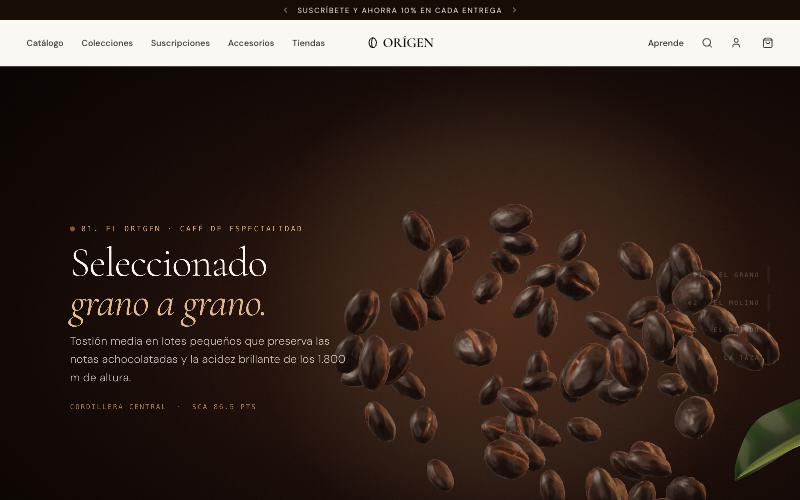 SUSCRÍBETE Y AHORRA 10% EN CADA ENTREGA
Catálogo Colecciones Suscripciones Accesorios Tiendas ORÍGEN Aprende
01. EL ORIGEN · CAFÉ DE ESPECIALIDAD
Seleccionado
grano a grano.
Tostión media en lotes pequeños que preserva las
notas achocolatadas y la acidez brillante de los 1.800
m de altura.
CORDILLERA CENTRAL · SCA 86.5 PTS
EL GRANO
02 · EL MOLINO
EL
LA TAZA